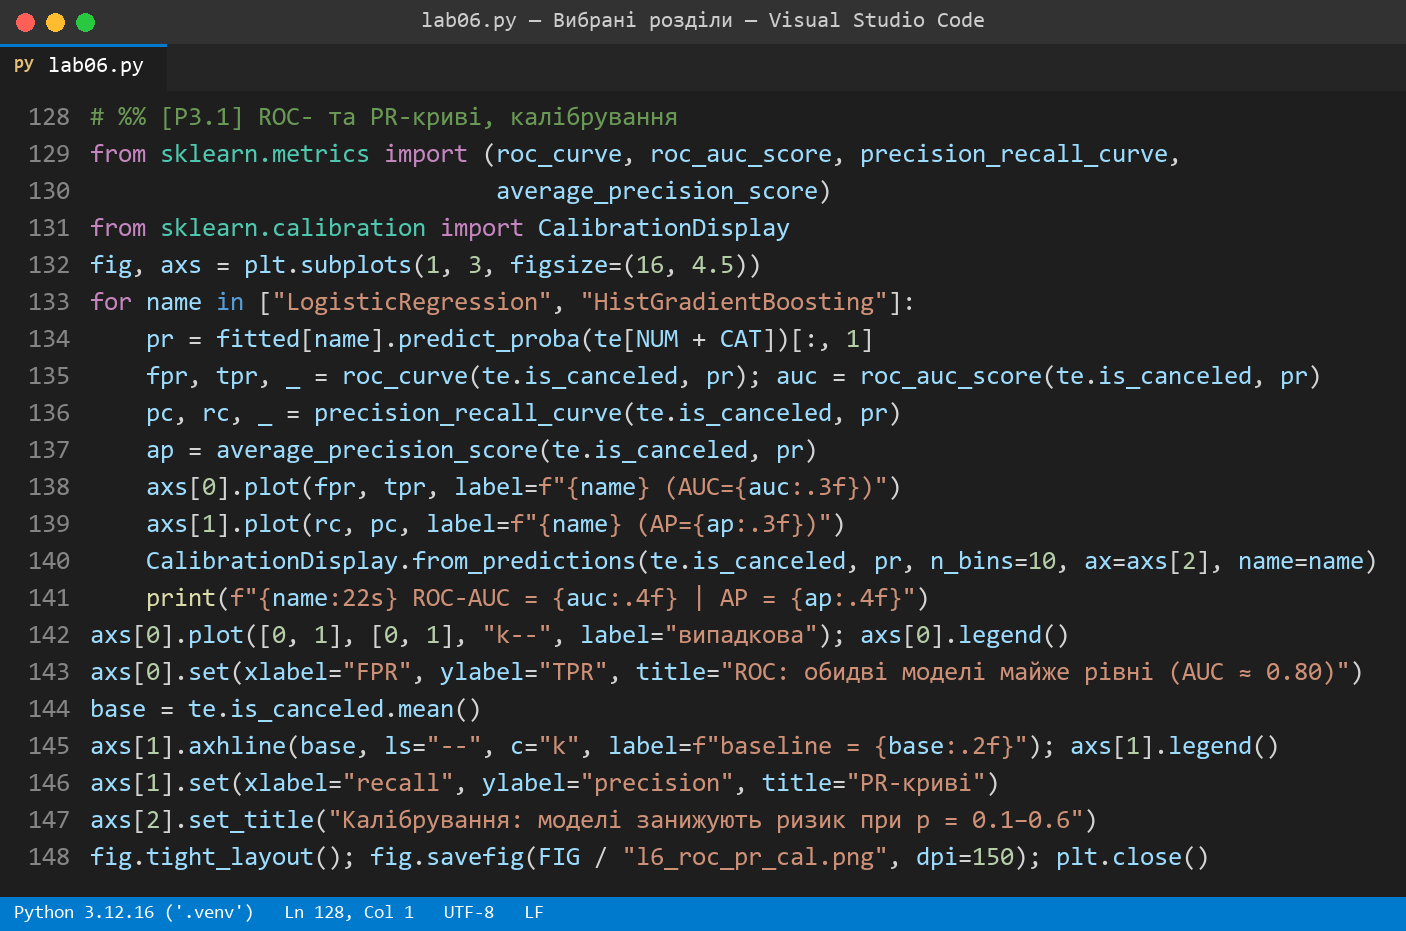 lab06.py — Вибрані розділи — Visual Studio Code
py lab06.py
128 # %% [P3.1] ROC- та PR-криві, калібрування
129 from sklearn.metrics import (roc_curve, roc_auc_score, precision_recall_curve,
130                              average_precision_score)
131 from sklearn.calibration import CalibrationDisplay
132 fig, axs = plt.subplots(1, 3, figsize=(16, 4.5))
133 for name in ["LogisticRegression", "HistGradientBoosting"]:
134     pr = fitted[name].predict_proba(te[NUM + CAT])[:, 1]
135     fpr, tpr, _ = roc_curve(te.is_canceled, pr); auc = roc_auc_score(te.is_canceled, pr)
136     pc, rc, _ = precision_recall_curve(te.is_canceled, pr)
137     ap = average_precision_score(te.is_canceled, pr)
138     axs[0].plot(fpr, tpr, label=f"{name} (AUC={auc:.3f})")
139     axs[1].plot(rc, pc, label=f"{name} (AP={ap:.3f})")
140     CalibrationDisplay.from_predictions(te.is_canceled, pr, n_bins=10, ax=axs[2], name=name)
141     print(f"{name:22s} ROC-AUC = {auc:.4f} | AP = {ap:.4f}")
142 axs[0].plot([0, 1], [0, 1], "k--", label="випадкова"); axs[0].legend()
143 axs[0].set(xlabel="FPR", ylabel="TPR", title="ROC: обидві моделі майже рівні (AUC ≈ 0.80)")
144 base = te.is_canceled.mean()
145 axs[1].axhline(base, ls="--", c="k", label=f"baseline = {base:.2f}"); axs[1].legend()
146 axs[1].set(xlabel="recall", ylabel="precision", title="PR-криві")
147 axs[2].set_title("Калібрування: моделі занижують ризик при p = 0.1–0.6")
148 fig.tight_layout(); fig.savefig(FIG / "l6_roc_pr_cal.png", dpi=150); plt.close()
Python 3.12.16 ('.venv') Ln 128, Col 1 UTF-8 LF